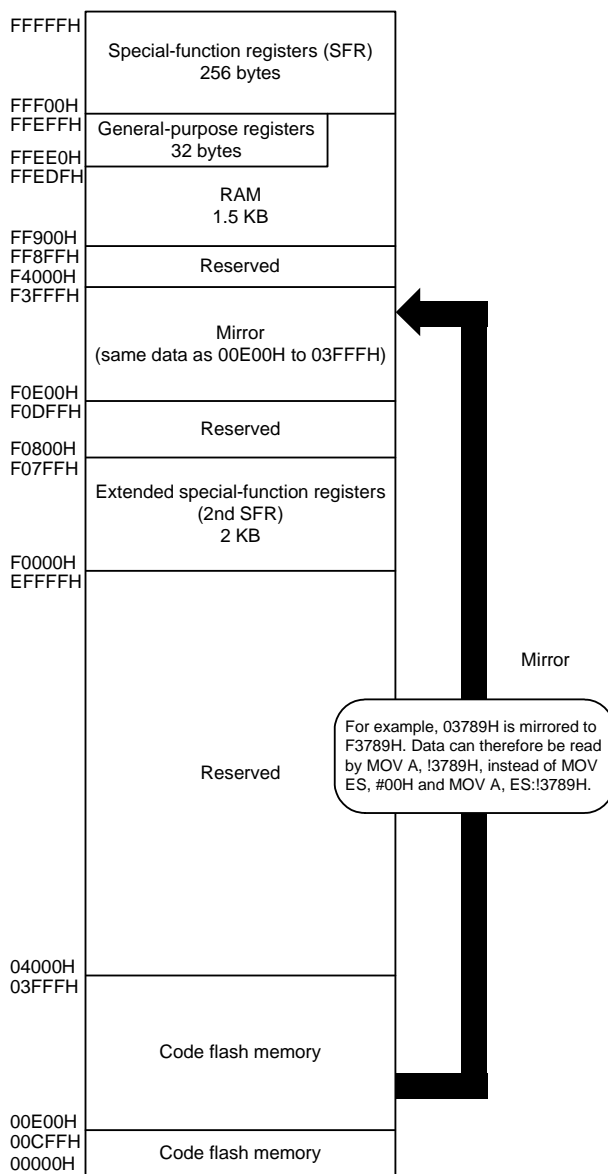 FFFFFH
Special-function registers (SFR)
256 bytes
FFF00H
FFEFFH
General-purpose registers
32 bytes
FFEE0H
FFEDFH
RAM
1.5 KB
FF900H
FF8FFH
Reserved
F4000H
F3FFFH
Mirror
(same data as 00E00H to 03FFFH)
F0E00H
F0DFFH
Reserved
F0800H
F07FFH
Extended special-function registers
(2nd SFR)
2 KB
F0000H
EFFFFH
Mirror
For example, 03789H is mirrored to
F3789H. Data can therefore be read
by MOV A, !3789H, instead of MOV
ES, #00H and MOV A, ES:!3789H.
Reserved
04000H
03FFFH
Code flash memory
00E00H
00CFFH
Code flash memory
00000H